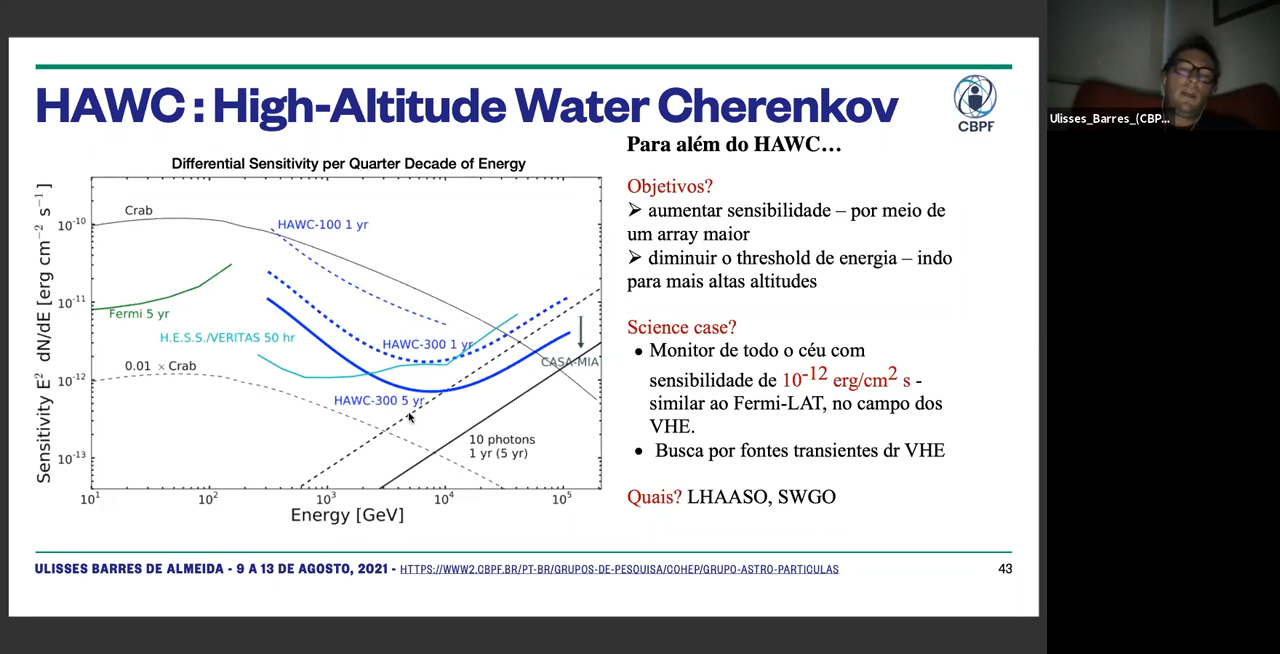 HAWC : High-Altitude Water Cherenkov
CBPF
Ulisses_Barres_(CBP...
Differential Sensitivity per Quarter Decade of Energy
Sensitivity E² dN/dE [erg cm⁻² s⁻¹]
10⁻¹⁰
10⁻¹¹
10⁻¹²
10⁻¹³
Crab
HAWC-100 1 yr
Fermi 5 yr
H.E.S.S./VERITAS 50 hr
HAWC-300 1 yr
0.01 × Crab
CASA-MIA
HAWC-300 5 yr
10 photons
1 yr (5 yr)
10¹ 10² 10³ 10⁴ 10⁵
Energy [GeV]
Para além do HAWC...
Objetivos?
➢ aumentar sensibilidade – por meio de
um array maior
➢ diminuir o threshold de energia – indo
para mais altas altitudes
Science case?
• Monitor de todo o céu com
sensibilidade de 10⁻¹² erg/cm² s -
similar ao Fermi-LAT, no campo dos
VHE.
• Busca por fontes transientes dr VHE
Quais? LHAASO, SWGO
ULISSES BARRES DE ALMEIDA - 9 A 13 DE AGOSTO, 2021 - HTTPS://WWW2.CBPF.BR/PT-BR/GRUPOS-DE-PESQUISA/COHEP/GRUPO-ASTRO-PARTICULAS
43